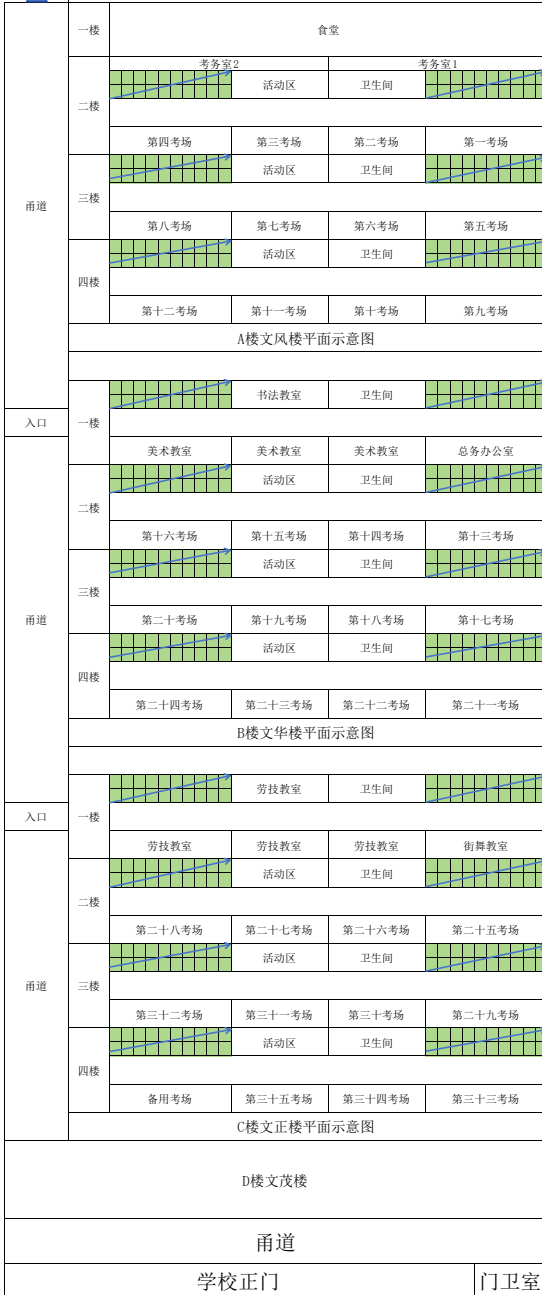 一楼
食堂
考务室2
考务室1
活动区
卫生间
二楼
第四考场
第三考场
第二考场
第一考场
活动区
卫生间
三楼
甬道
第八考场
第七考场
第六考场
第五考场
活动区
卫生间
四楼
第十二考场
第十一考场
第十考场
第九考场
A楼文风楼平面示意图
书法教室
卫生间
入口
一楼
美术教室
美术教室
美术教室
总务办公室
活动区
卫生间
二楼
第十六考场
第十五考场
第十四考场
第十三考场
活动区
卫生间
三楼
甬道
第二十考场
第十九考场
第十八考场
第十七考场
活动区
卫生间
四楼
第二十四考场
第二十三考场
第二十二考场
第二十一考场
B楼文华楼平面示意图
劳技教室
卫生间
入口
一楼
劳技教室
劳技教室
劳技教室
街舞教室
活动区
卫生间
二楼
第二十八考场
第二十七考场
第二十六考场
第二十五考场
活动区
卫生间
甬道
三楼
第三十二考场
第三十一考场
第三十考场
第二十九考场
活动区
卫生间
四楼
备用考场
第三十五考场
第三十四考场
第三十三考场
C楼文正楼平面示意图
D楼文茂楼
甬道
学校正门
门卫室